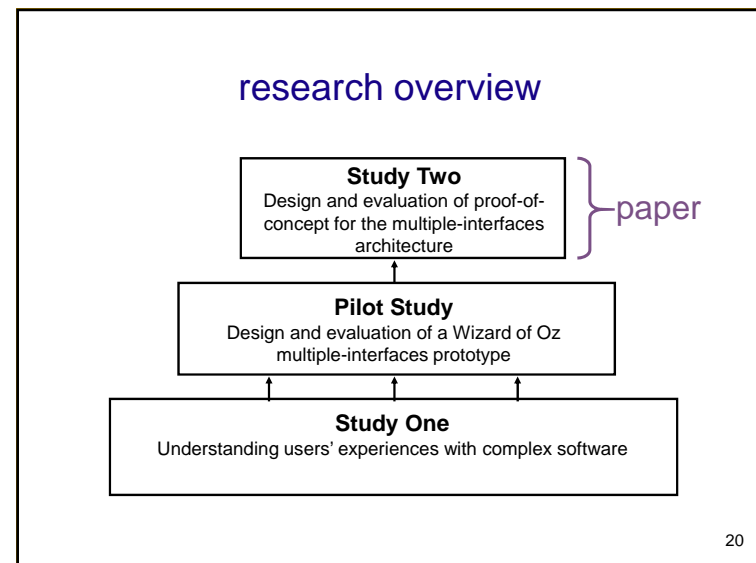 research overview
Study Two
Design and evaluation of proof-of-
concept for the multiple-interfaces
architecture
paper
Pilot Study
Design and evaluation of a Wizard of Oz
multiple-interfaces prototype
Study One
Understanding users’ experiences with complex software
20